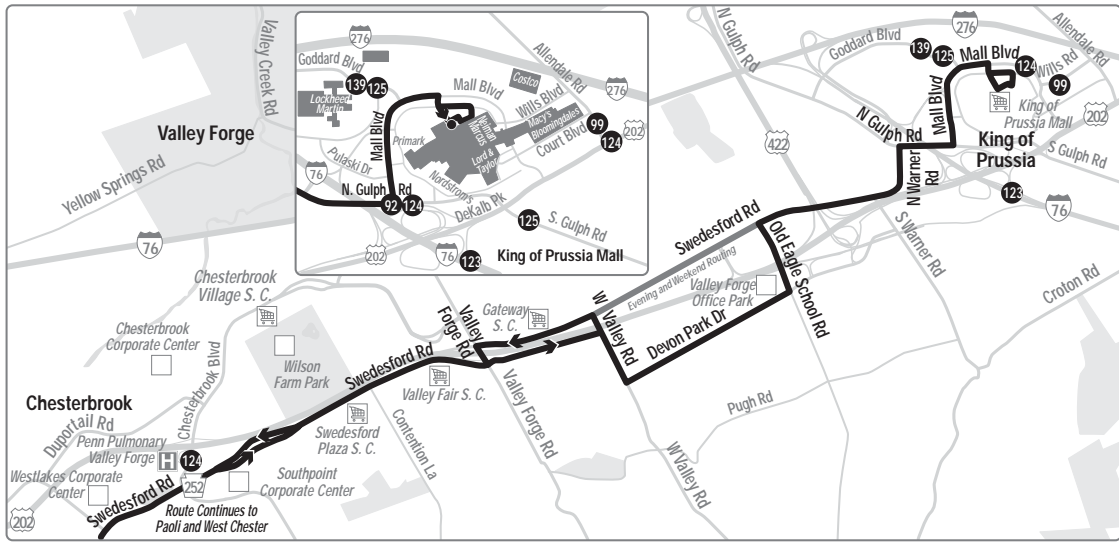 Valley Creek Rd
276
Goddard Blvd
139
125
Lockheed
Martin
Mall Blvd
Allendale Rd
Costco
276
Wills Blvd
Macy's
Bloomingdales
Neiman
Marcus
Lord &
Taylor
Primark
Nordstrom's
Court Blvd
99
124
202
Mall Blvd
Pulaski Dr
76
N. Gulph Rd
92
124
DeKalb Pk
125
S. Gulph Rd
202
76
123
King of Prussia Mall
N Gulph Rd
276
Goddard Blvd
139
125
Mall Blvd
124
Allendale Rd
Wills Rd
99
King of
Prussia Mall
202
Mall Blvd
N Gulph Rd
King of
Prussia
S Gulph Rd
422
N Warner
Rd
123
76
S Warner Rd
Croton Rd
Valley Forge
Yellow Springs Rd
76
Swedesford Rd
Evening and Weekend Routing
Old Eagle School Rd
Valley Forge
Office Park
Devon Park Dr
W Valley Rd
Chesterbrook
Village S. C.
Gateway
S. C.
Valley
Forge Rd
Chesterbrook
Corporate Center
Wilson
Farm Park
Chesterbrook Blvd
Swedesford Rd
Valley Fair S. C.
Valley Forge Rd
Pugh Rd
W Valley Rd
Chesterbrook
Duportail Rd
Swedesford
Plaza S. C.
Contention La
Penn Pulmonary
Valley Forge
H
124
Westlakes Corporate
Center
252
Southpoint
Corporate Center
202
Swedesford Rd
Route Continues to
Paoli and West Chester